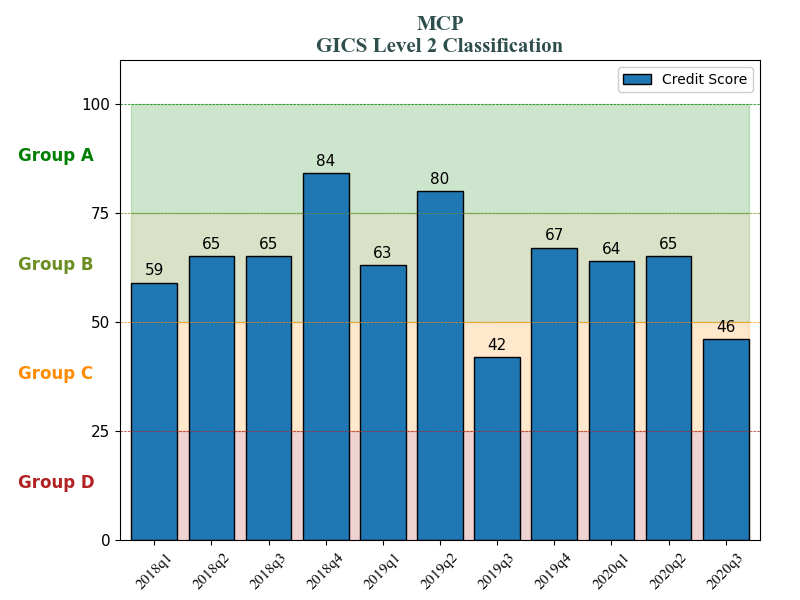 MCP
GICS Level 2 Classification
Credit Score
100
Group A
84
80
75
Group B
59
65
65
63
67
64
65
50
46
42
Group C
25
Group D
0
2018q1
2018q2
2018q3
2018q4
2019q1
2019q2
2019q3
2019q4
2020q1
2020q2
2020q3